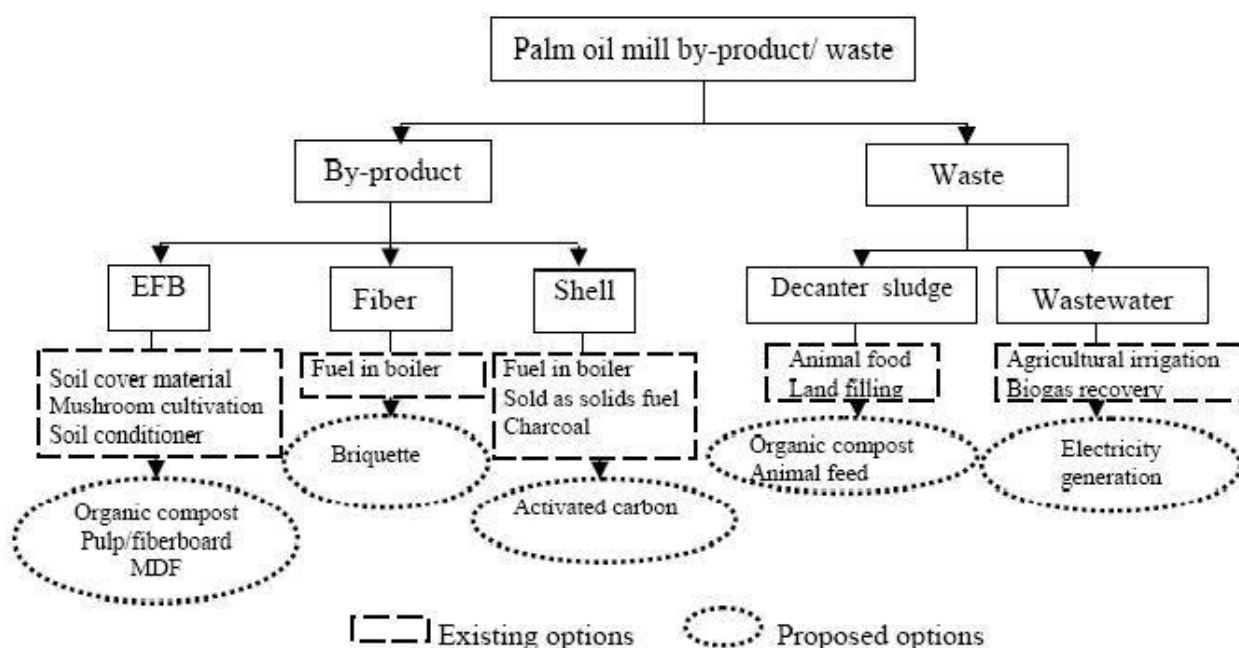 Palm oil mill by-product/ waste
By-product
Waste
EFB
Fiber
Shell
Decanter sludge
Wastewater
Soil cover material
Mushroom cultivation
Soil conditioner
Fuel in boiler
Fuel in boiler
Sold as solids fuel
Charcoal
Animal food
Land filling
Agricultural irrigation
Biogas recovery
Organic compost
Pulp/fiberboard
MDF
Briquette
Activated carbon
Organic compost
Animal feed
Electricity
generation
Existing options
Proposed options